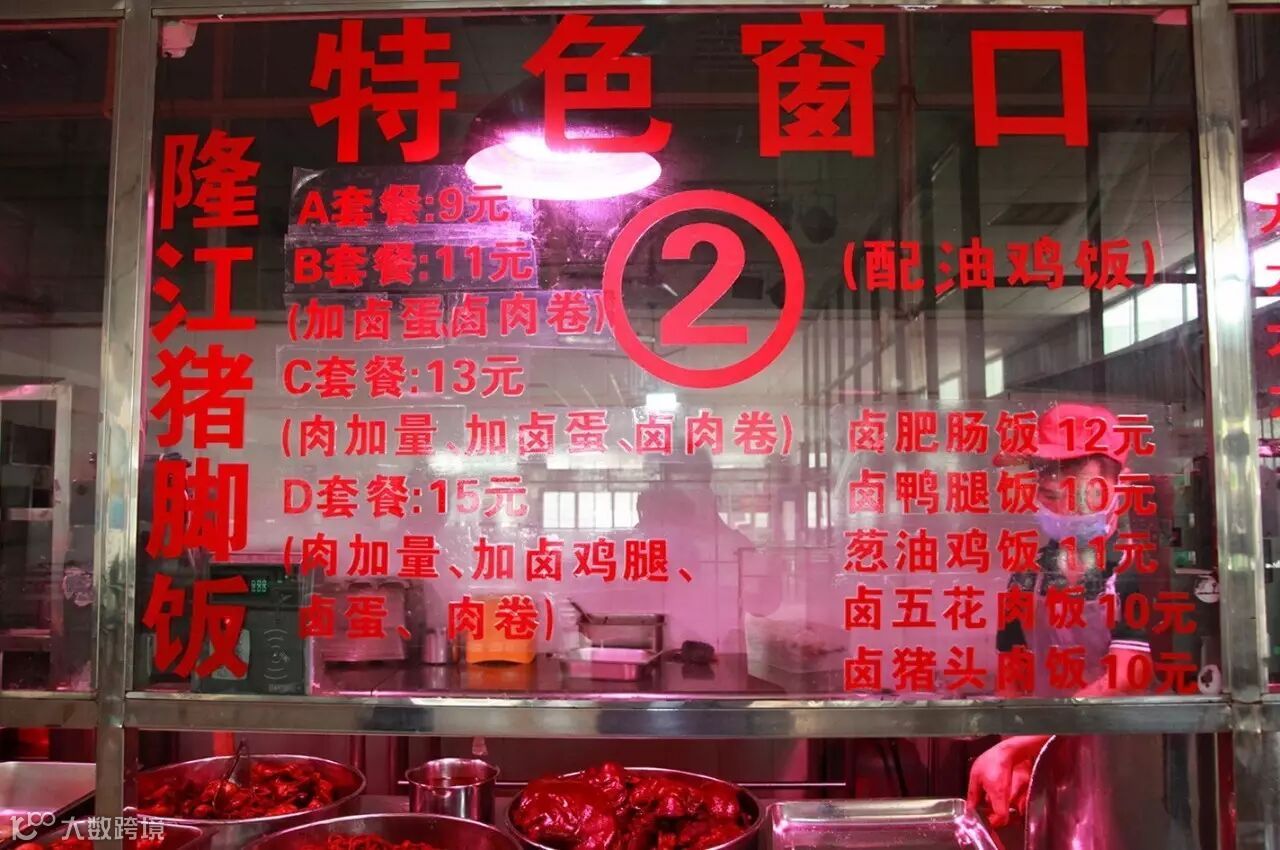 特色窗口
隆江猪脚饭
A套餐:9元
B套餐:11元
(加卤蛋、卤肉卷)
C套餐:13元
(肉加量、加卤蛋、卤肉卷)
D套餐:15元
(肉加量、加卤鸡腿、
卤蛋、肉卷)
②
(配油鸡饭)
卤肥肠饭 12元
卤鸭腿饭 10元
葱油鸡饭 11元
卤五花肉饭 10元
卤猪头肉饭 10元
大数跨境